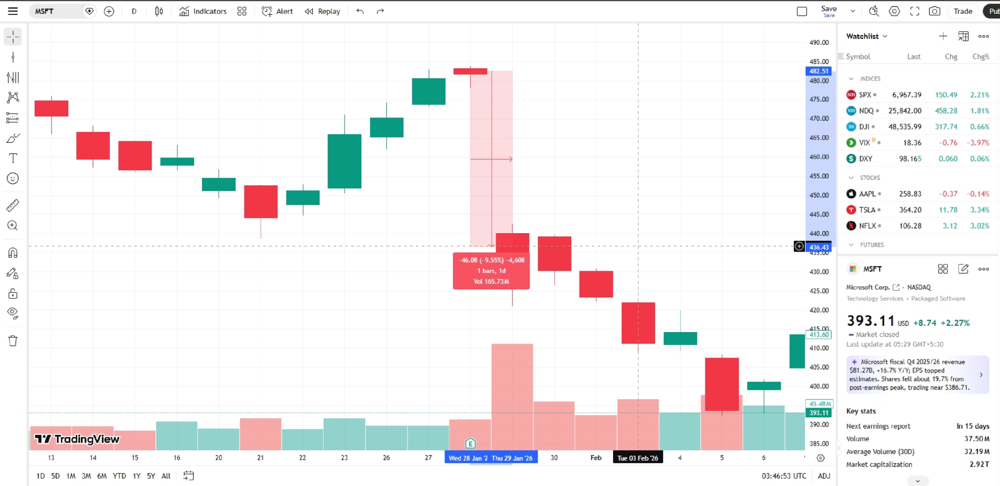 MSFT D Indicators Alert Replay Save Trade Pub
Save
490.00
485.00
482.51
480.00
475.00
470.00
465.00
460.00
455.00
450.00
445.00
440.00
436.43
435.00
430.00
425.00
420.00
415.00
413.60
410.00
405.00
400.00
45.48M
393.11
390.00
385.00
−46.08 (−9.55%) −4,608
1 bars, 1d
Vol 165.73M
TradingView
E
13 14 15 16 20 21 22 23 26 27 Wed 28 Jan '2 Thu 29 Jan '26 30 Feb Tue 03 Feb '26 4 5 6
1D 5D 1M 3M 6M YTD 1Y 5Y All 03:46:53 UTC ADJ
Watchlist
Symbol Last Chg Chg%
INDICES
500 SPX 6,967.39 150.49 2.21%
100 NDQ 25,842.00 458.28 1.81%
30 DJI 48,535.99 317.74 0.66%
VIX D 18.36 −0.76 −3.97%
S DXY 98.165 0.060 0.06%
STOCKS
AAPL 258.83 −0.37 −0.14%
TSLA 364.20 11.78 3.34%
N NFLX 106.28 3.12 3.02%
FUTURES
MSFT
Microsoft Corp. • NASDAQ
Technology Services • Packaged Software
393.11 USD +8.74 +2.27%
Market closed
Last update at 05:29 GMT+5:30
Microsoft fiscal Q4 2025/26 revenue
$81.27B, +16.7% Y/Y; EPS topped
estimates. Shares fell about 19.7% from
post-earnings peak, trading near $386.71.
Key stats
Next earnings report In 15 days
Volume 37.50M
Average Volume (30D) 32.19M
Market capitalization 2.92T